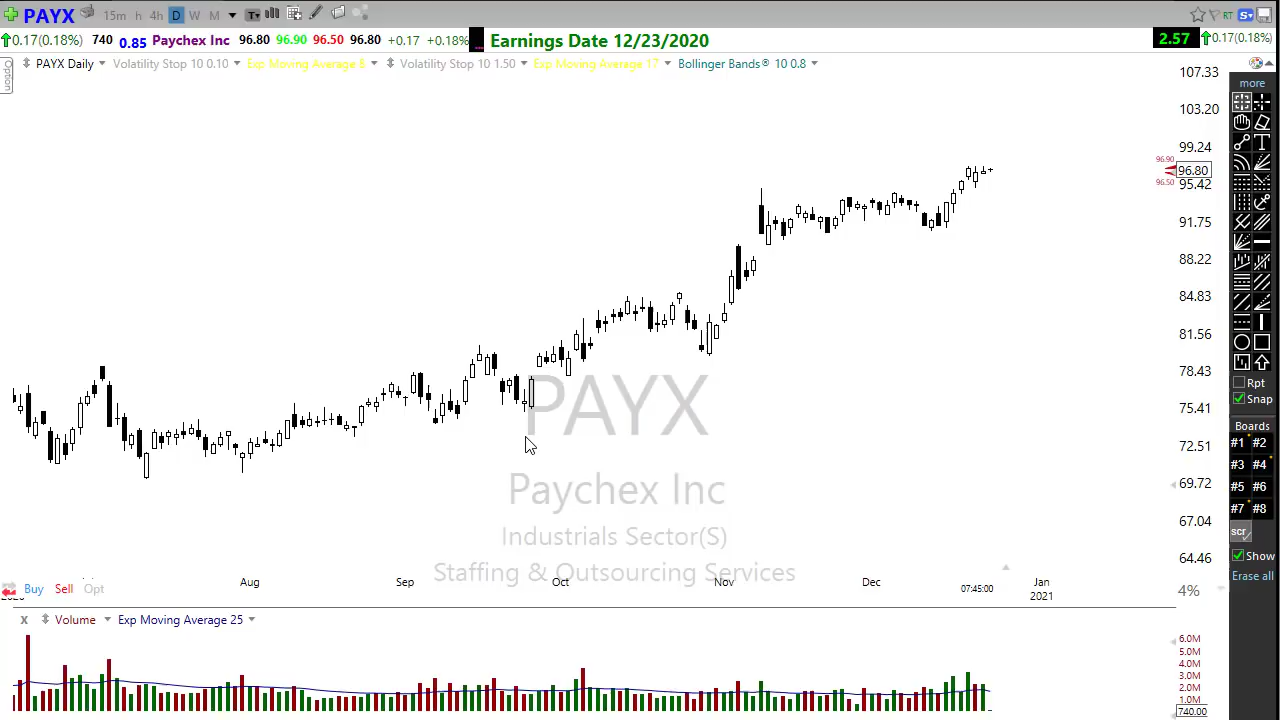 PAYX 15m h 4h D W M T RT S
0.17(0.18%) 740 0.85 Paychex Inc 96.80 96.90 96.50 96.80 +0.17 +0.18% Earnings Date 12/23/2020 2.57 0.17(0.18%)
Option
PAYX Daily Volatility Stop 10 0.10 Exp Moving Average 8 Volatility Stop 10 1.50 Exp Moving Average 17 Bollinger Bands® 10 0.8
107.33
103.20
99.24
96.90
96.80
96.50
95.42
91.75
88.22
84.83
81.56
78.43
75.41
72.51
69.72
67.04
64.46
more
T
Rpt
Snap
Boards
#1 #2
#3 #4
#5 #6
#7 #8
scr
Show
Erase all
PAYX
Paychex Inc
Industrials Sector(S)
Staffing & Outsourcing Services
Aug Sep Oct Nov Dec Jan
2021
07:45:00
Buy Sell Opt
4%
X Volume Exp Moving Average 25
6.0M
5.0M
4.0M
3.0M
2.0M
1.0M
740.00